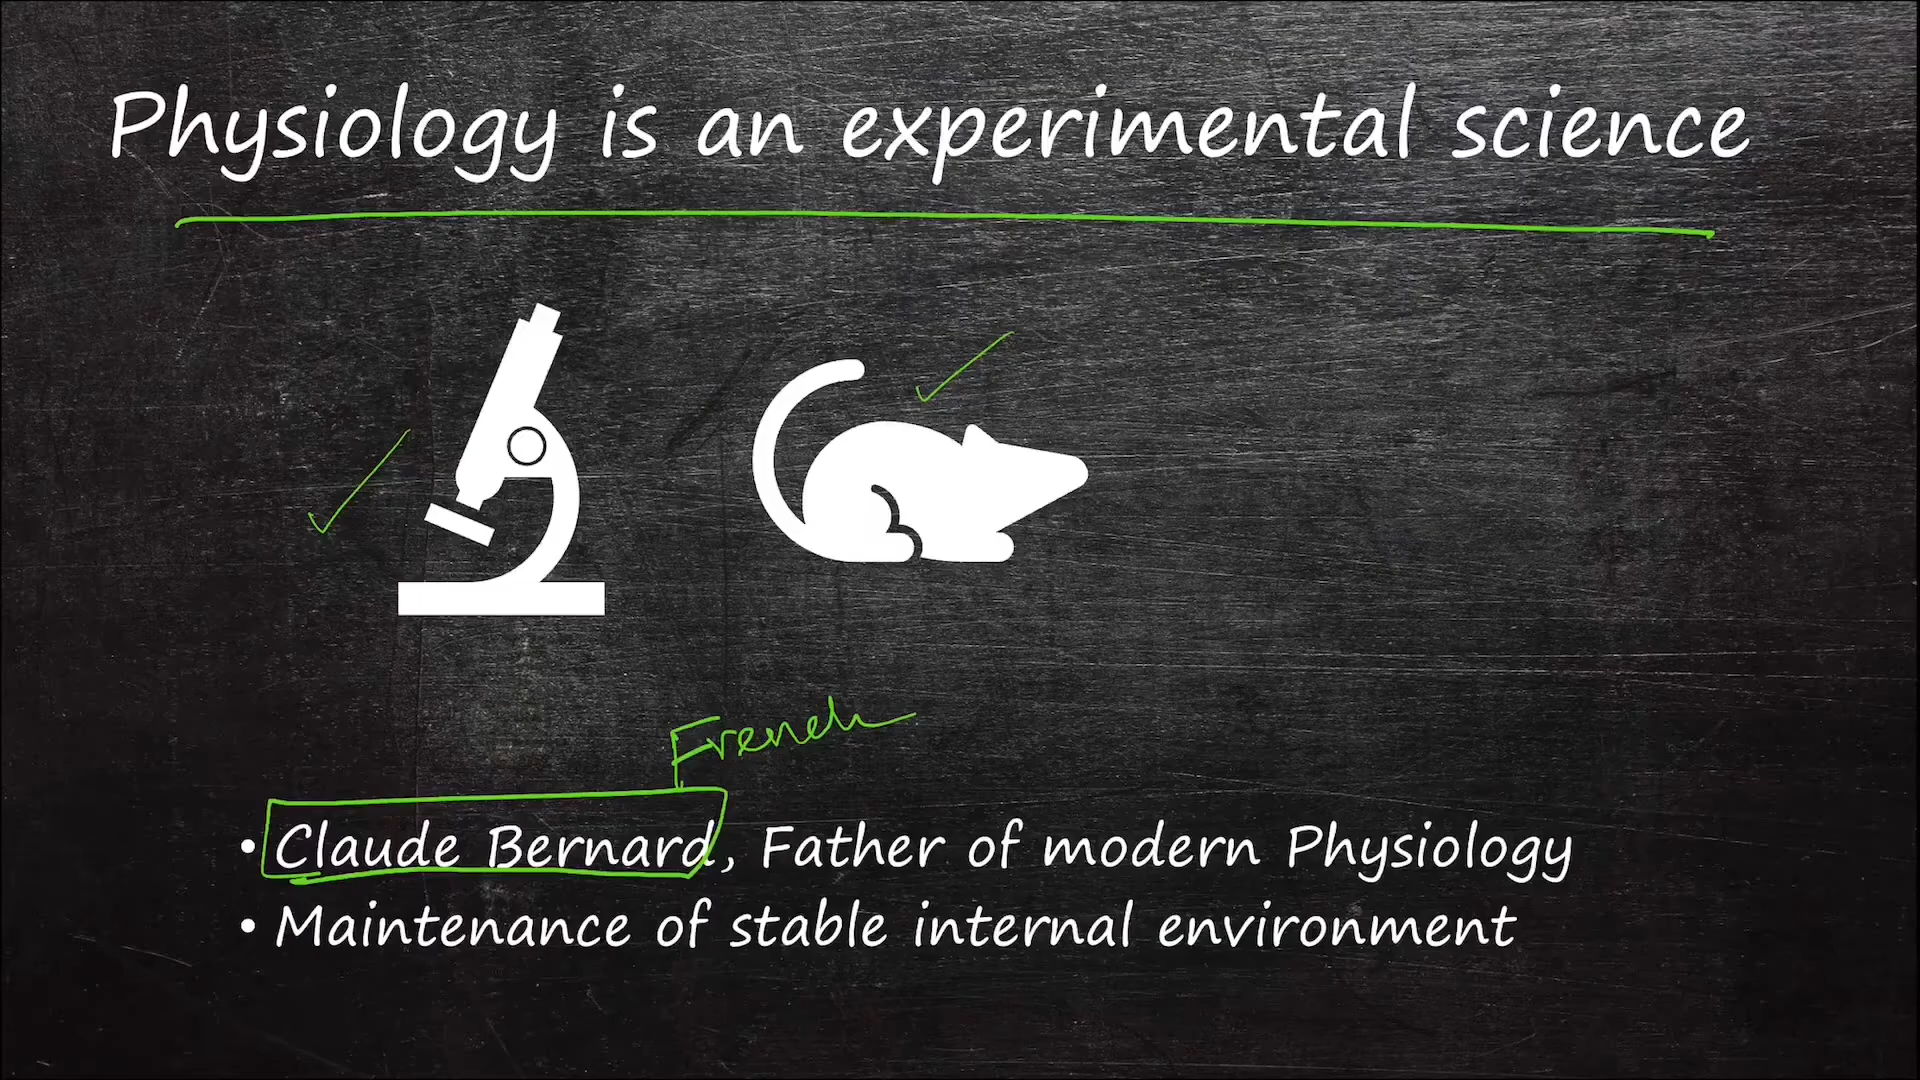 Physiology is an experimental science
French
• Claude Bernard, Father of modern Physiology
• Maintenance of stable internal environment